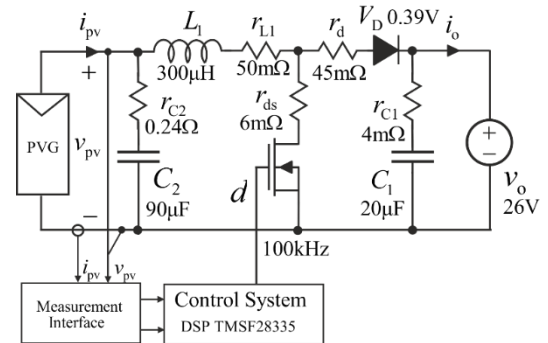 i_pv
L_1
r_L1
r_d
V_D 0.39V
i_o
+
300μH
50mΩ
45mΩ
r_C2
0.24Ω
r_ds
6mΩ
r_C1
4mΩ
PVG
v_pv
C_2
90μF
d
C_1
20μF
+
−
v_o
26V
−
100kHz
i_pv
v_pv
Measurement
Interface
Control System
DSP TMSF28335